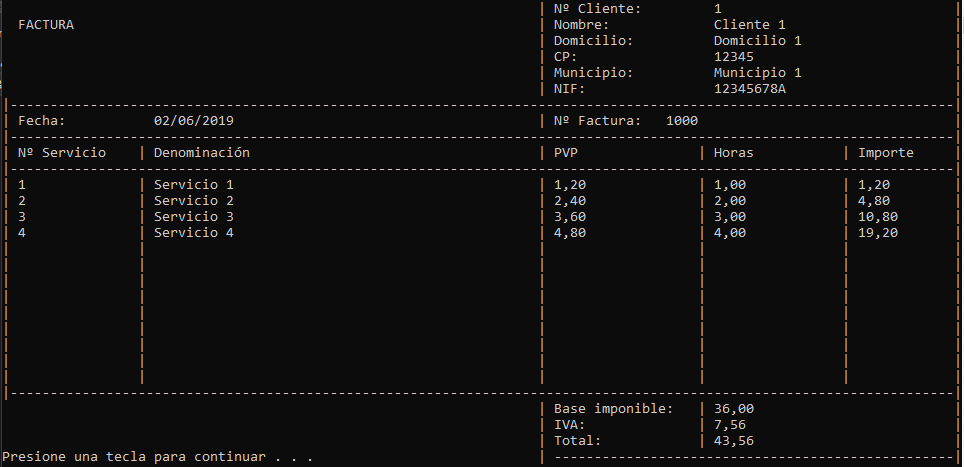 Nº Cliente: 1
FACTURA Nombre: Cliente 1
Domicilio: Domicilio 1
CP: 12345
Municipio: Municipio 1
NIF: 12345678A
Fecha: 02/06/2019 Nº Factura: 1000
Nº Servicio Denominación PVP Horas Importe
1 Servicio 1 1,20 1,00 1,20
2 Servicio 2 2,40 2,00 4,80
3 Servicio 3 3,60 3,00 10,80
4 Servicio 4 4,80 4,00 19,20
Base imponible: 36,00
IVA: 7,56
Total: 43,56
Presione una tecla para continuar . . .